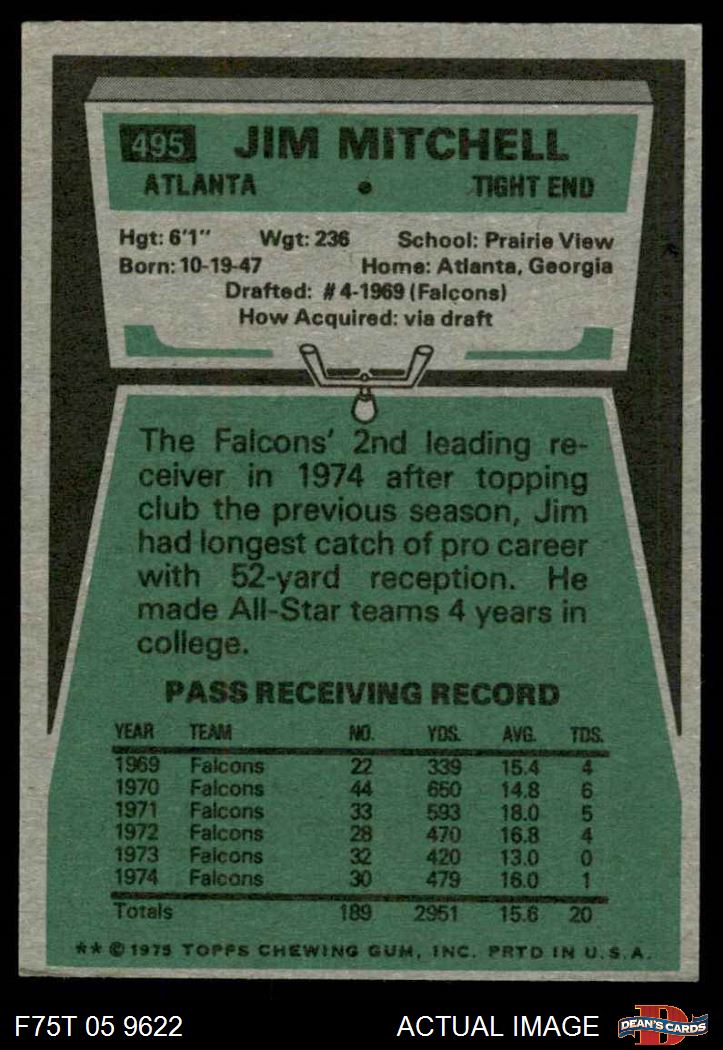 495 JIM MITCHELL
ATLANTA • TIGHT END
Hgt: 6'1" Wgt: 236 School: Prairie View
Born: 10-19-47 Home: Atlanta, Georgia
Drafted: #4-1969 (Falcons)
How Acquired: via draft
The Falcons' 2nd leading re-
ceiver in 1974 after topping
club the previous season, Jim
had longest catch of pro career
with 52-yard reception. He
made All-Star teams 4 years in
college.
PASS RECEIVING RECORD
YEAR TEAM NO. YDS. AVG. TDS.
1969 Falcons 22 339 15.4 4
1970 Falcons 44 650 14.8 6
1971 Falcons 33 593 18.0 5
1972 Falcons 28 470 16.8 4
1973 Falcons 32 420 13.0 0
1974 Falcons 30 479 16.0 1
Totals 189 2951 15.6 20
** © 1975 TOPPS CHEWING GUM, INC. PRTD IN U.S.A.
F75T 05 9622 ACTUAL IMAGE D DEAN'S CARDS